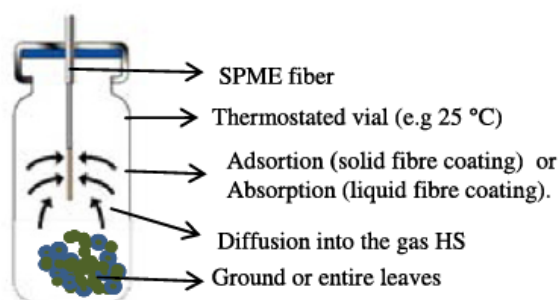 SPME fiber
Thermostated vial (e.g 25 ºC)
Adsortion (solid fibre coating) or
Absorption (liquid fibre coating).
Diffusion into the gas HS
Ground or entire leaves